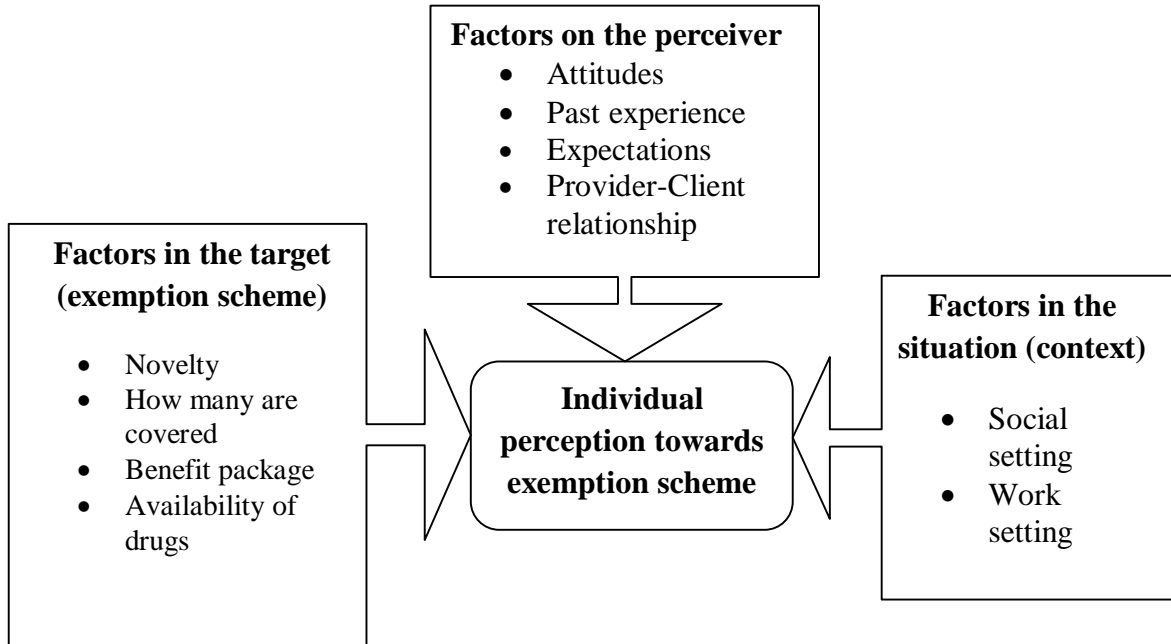 Factors on the perceiver
• Attitudes
• Past experience
• Expectations
• Provider-Client
relationship
Factors in the target
(exemption scheme)
• Novelty
• How many are
covered
• Benefit package
• Availability of
drugs
Individual
perception towards
exemption scheme
Factors in the
situation (context)
• Social
setting
• Work
setting